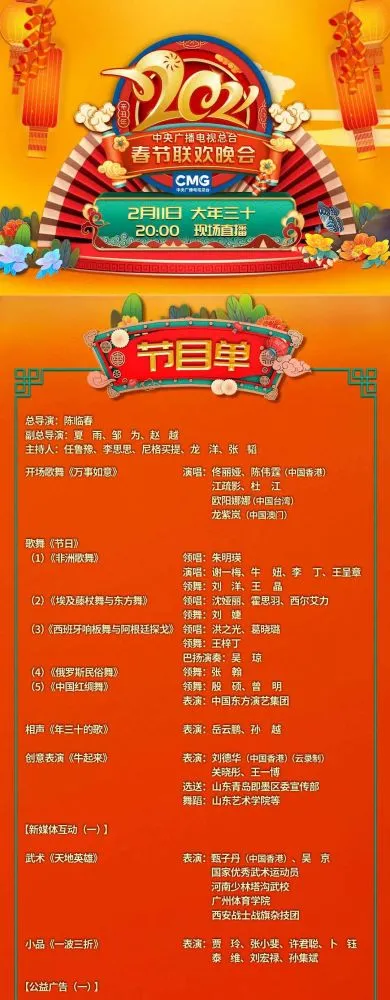 2021
辛丑年
中央广播电视总台
春节联欢晚会
CMG
中央广播电视总台
2月11日 大年三十
20:00 现场直播
节目单
总导演：陈临春
副总导演：夏 雨、邹 为、赵 越
主持人：任鲁豫、李思思、尼格买提、龙 洋、张 韬
开场歌舞《万事如意》 演唱：佟丽娅、陈伟霆（中国香港）
江疏影、杜 江
欧阳娜娜（中国台湾）
龙紫岚（中国澳门）
歌舞《节日》
（1）《非洲歌舞》 领唱：朱明瑛
演唱：谢一梅、牛 妞、李 丁、王呈章
领舞：刘 洋、王 晶
（2）《埃及藤杖舞与东方舞》 领唱：沈娅丽、霍思羽、西尔艾力
领舞：刘 婕
（3）《西班牙响板舞与阿根廷探戈》 领唱：洪之光、葛晓璐
领舞：王梓丁
巴扬演奏：吴 琼
（4）《俄罗斯民俗舞》 领舞：张 翰
（5）《中国红绸舞》 领舞：殷 硕、曾 明
表演：中国东方演艺集团
相声《年三十的歌》 表演：岳云鹏、孙 越
创意表演《牛起来》 表演：刘德华（中国香港）（云录制）
关晓彤、王一博
选送：山东青岛即墨区委宣传部
舞蹈：山东艺术学院等
【新媒体互动（一）】
武术《天地英雄》 表演：甄子丹（中国香港）、吴 京
国家优秀武术运动员
河南少林塔沟武校
广州体育学院
西安战士战旗杂技团
小品《一波三折》 表演：贾 玲、张小斐、许君聪、卜 钰
泰 维、刘宏禄、孙集斌
【公益广告（一）】